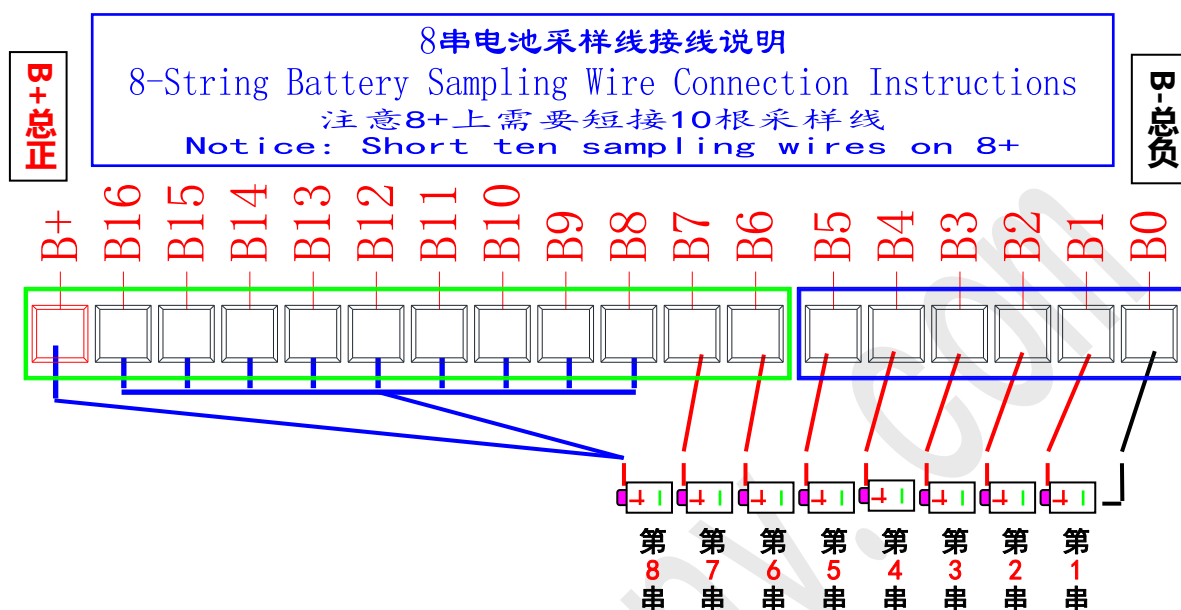 8串电池采样线接线说明
8-String Battery Sampling Wire Connection Instructions
注意8+上需要短接10根采样线
Notice: Short ten sampling wires on 8+
B+总正
B-总负
B+ B16 B15 B14 B13 B12 B11 B10 B9 B8 B7 B6 B5 B4 B3 B2 B1 B0
第8串 第7串 第6串 第5串 第4串 第3串 第2串 第1串